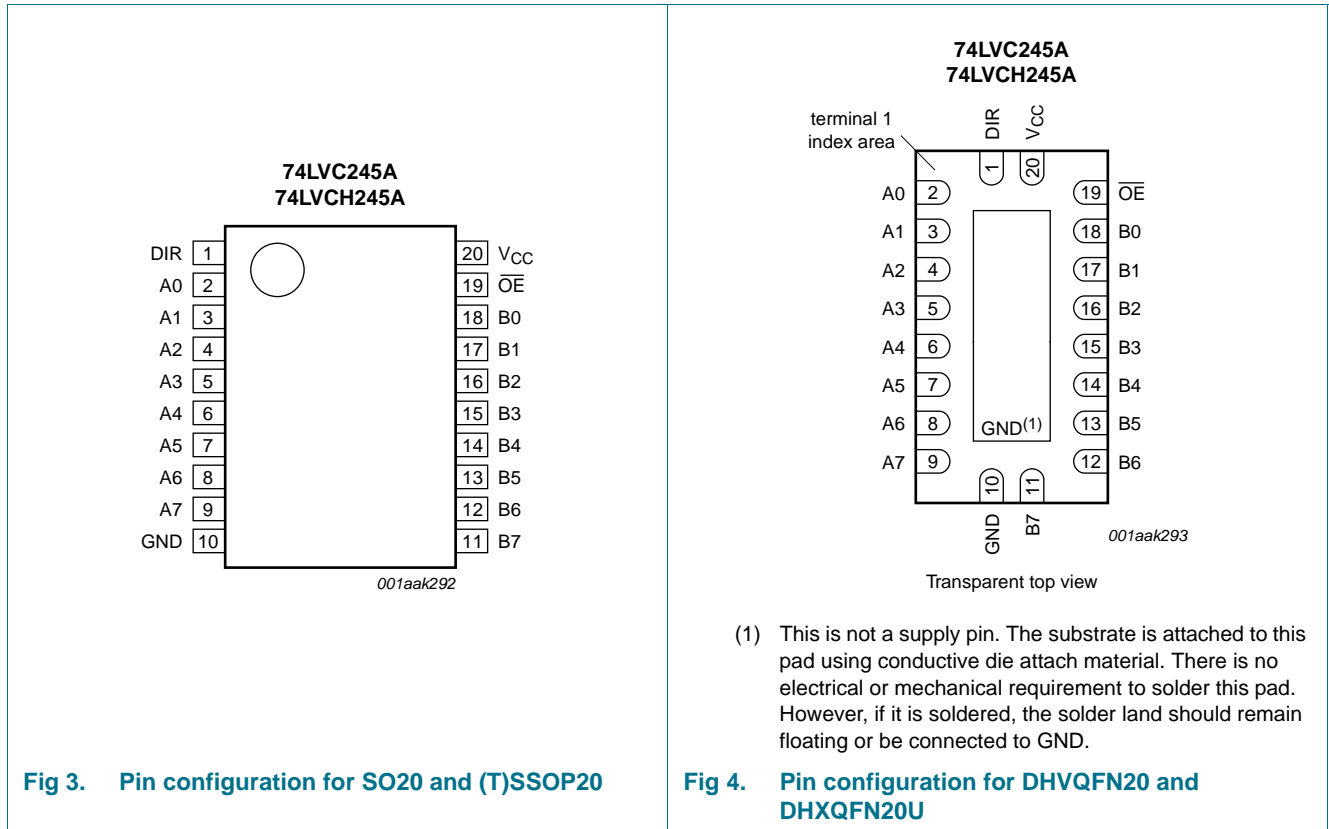 74LVC245A
74LVCH245A
DIR 1 20 VCC
A0 2 19 OE
A1 3 18 B0
A2 4 17 B1
A3 5 16 B2
A4 6 15 B3
A5 7 14 B4
A6 8 13 B5
A7 9 12 B6
GND 10 11 B7
001aak292
Fig 3. Pin configuration for SO20 and (T)SSOP20
74LVC245A
74LVCH245A
terminal 1
index area
DIR VCC
1 20
A0 2 19 OE
A1 3 18 B0
A2 4 17 B1
A3 5 16 B2
A4 6 15 B3
A5 7 14 B4
A6 8 GND(1) 13 B5
A7 9 12 B6
10 11
GND B7
001aak293
Transparent top view
(1) This is not a supply pin. The substrate is attached to this
pad using conductive die attach material. There is no
electrical or mechanical requirement to solder this pad.
However, if it is soldered, the solder land should remain
floating or be connected to GND.
Fig 4. Pin configuration for DHVQFN20 and
DHXQFN20U